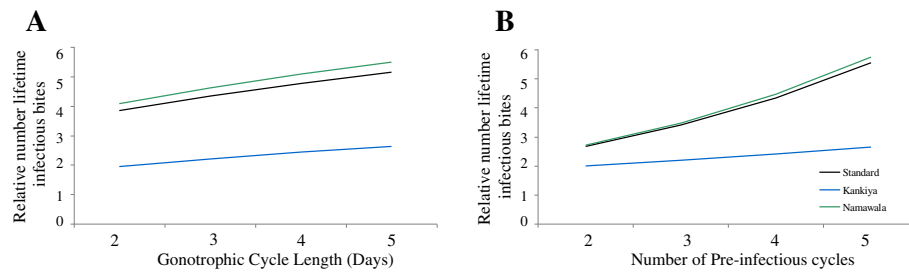 A
Relative number lifetime
infectious bites
6
5
4
3
2
1
0
2 3 4 5
Gonotrophic Cycle Length (Days)
B
Relative number lifetime
infectious bites
6
5
4
3
2
1
0
2 3 4 5
Number of Pre-infectious cycles
Standard
Kankiya
Namawala